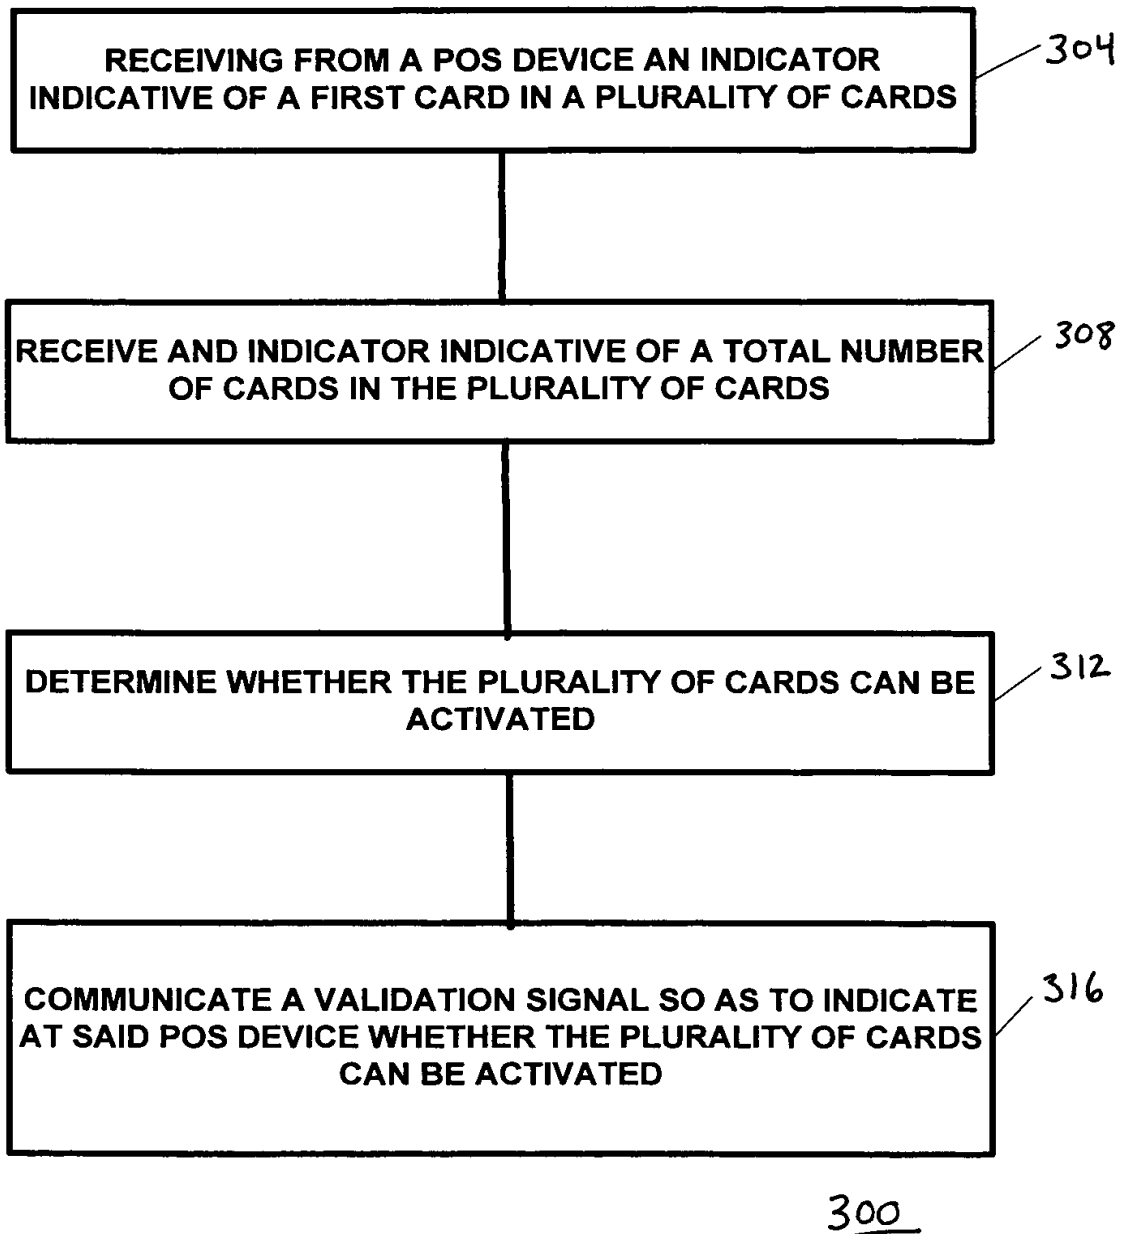 RECEIVING FROM A POS DEVICE AN INDICATOR
INDICATIVE OF A FIRST CARD IN A PLURALITY OF CARDS
304
RECEIVE AND INDICATOR INDICATIVE OF A TOTAL NUMBER
OF CARDS IN THE PLURALITY OF CARDS
308
DETERMINE WHETHER THE PLURALITY OF CARDS CAN BE
ACTIVATED
312
COMMUNICATE A VALIDATION SIGNAL SO AS TO INDICATE
AT SAID POS DEVICE WHETHER THE PLURALITY OF CARDS
CAN BE ACTIVATED
316
300